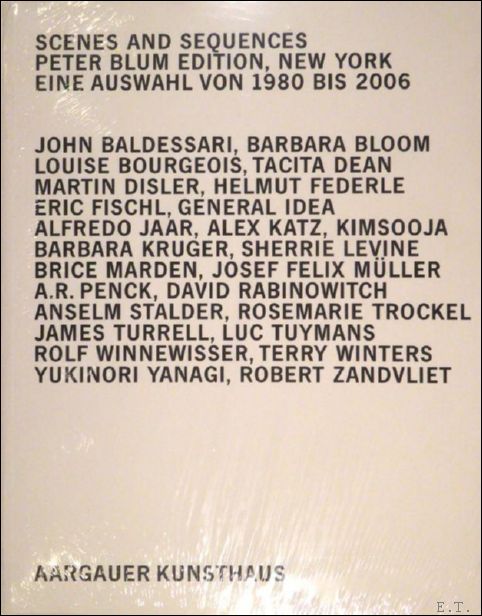 SCENES AND SEQUENCES
PETER BLUM EDITION, NEW YORK
EINE AUSWAHL VON 1980 BIS 2006
JOHN BALDESSARI, BARBARA BLOOM
LOUISE BOURGEOIS, TACITA DEAN
MARTIN DISLER, HELMUT FEDERLE
ERIC FISCHL, GENERAL IDEA
ALFREDO JAAR, ALEX KATZ, KIMSOOJA
BARBARA KRUGER, SHERRIE LEVINE
BRICE MARDEN, JOSEF FELIX MÜLLER
A.R. PENCK, DAVID RABINOWITCH
ANSELM STALDER, ROSEMARIE TROCKEL
JAMES TURRELL, LUC TUYMANS
ROLF WINNEWISSER, TERRY WINTERS
YUKINORI YANAGI, ROBERT ZANDVLIET
AARGAUER KUNSTHAUS
E.T.